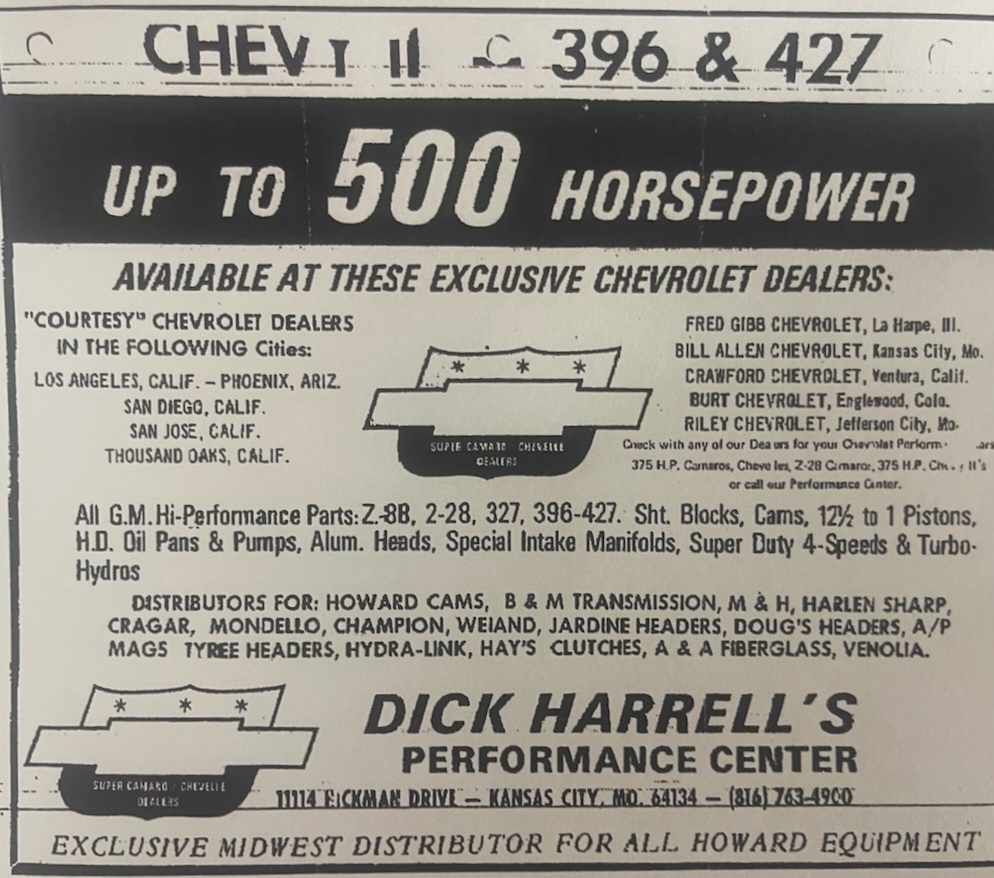 CHEVY II 396 & 427
UP TO 500 HORSEPOWER
AVAILABLE AT THESE EXCLUSIVE CHEVROLET DEALERS:
"COURTESY" CHEVROLET DEALERS
IN THE FOLLOWING Cities:
LOS ANGELES, CALIF. – PHOENIX, ARIZ.
SAN DIEGO, CALIF.
SAN JOSE, CALIF.
THOUSAND OAKS, CALIF.
* * *
SUPER CAMARO - CHEVELLE
DEALERS
FRED GIBB CHEVROLET, La Harpe, Ill.
BILL ALLEN CHEVROLET, Kansas City, Mo.
CRAWFORD CHEVROLET, Ventura, Calif.
BURT CHEVROLET, Englewood, Colo.
RILEY CHEVROLET, Jefferson City, Mo.
Check with any of our Dealers for your Chevrolet Perform.
375 H.P. Camaros, Chevelles, Z-28 Camaros, 375 H.P. II's
or call our Performance Center.
All G.M. Hi-Performance Parts: Z-88, 2-28, 327, 396-427. Sht. Blocks, Cams, 12½ to 1 Pistons,
H.D. Oil Pans & Pumps, Alum. Heads, Special Intake Manifolds, Super Duty 4-Speeds & Turbo-
Hydros
DISTRIBUTORS FOR: HOWARD CAMS, B & M TRANSMISSION, M & H, HARLEN SHARP,
CRAGAR, MONDELLO, CHAMPION, WEIAND, JARDINE HEADERS, DOUG'S HEADERS, A/P
MAGS TYREE HEADERS, HYDRA-LINK, HAY'S CLUTCHES, A & A FIBERGLASS, VENOLIA.
* * *
SUPER CAMARO - CHEVELLE
DEALERS
DICK HARRELL'S
PERFORMANCE CENTER
11114 HICKMAN DRIVE – KANSAS CITY, MO. 64134 – (816) 763-4900
EXCLUSIVE MIDWEST DISTRIBUTOR FOR ALL HOWARD EQUIPMENT